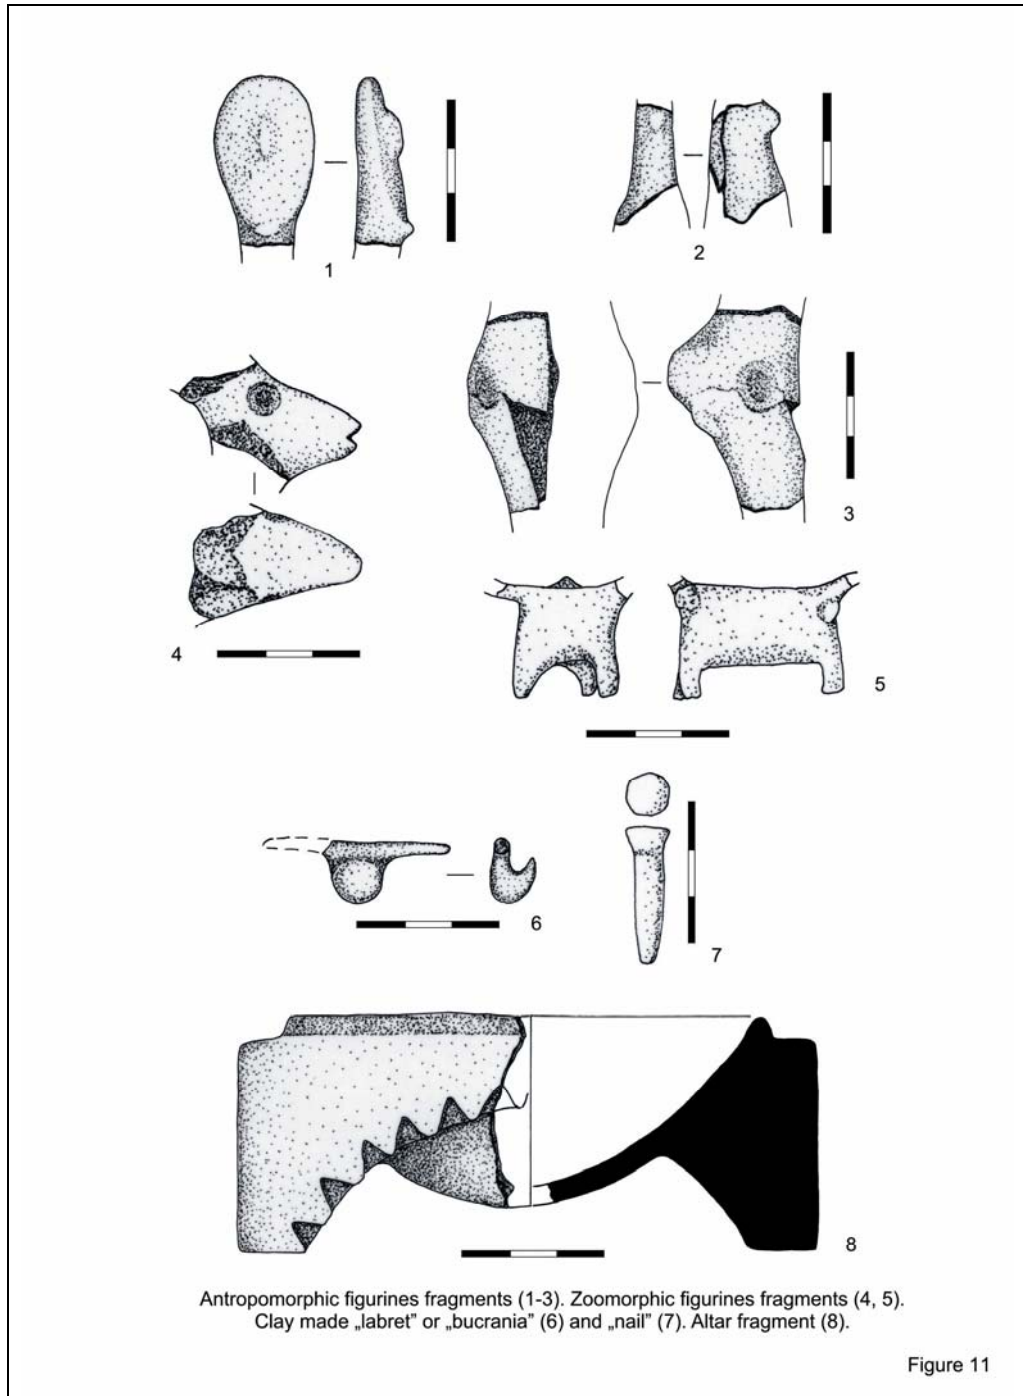 1
2
3
4
5
6
7
8
Antropomorphic figurines fragments (1-3). Zoomorphic figurines fragments (4, 5).
Clay made „labret” or „bucrania” (6) and „nail” (7). Altar fragment (8).
Figure 11